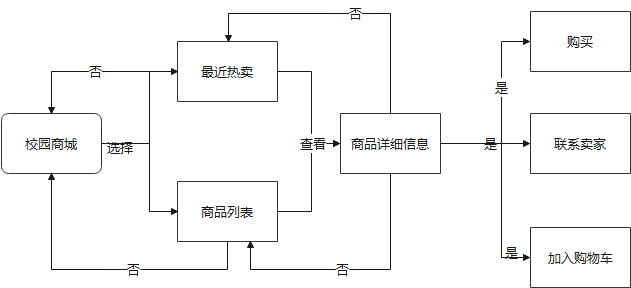 否
购买
否
最近热卖
是
校园商城
选择
查看
商品详细信息
是
联系卖家
商品列表
是
加入购物车
否
否